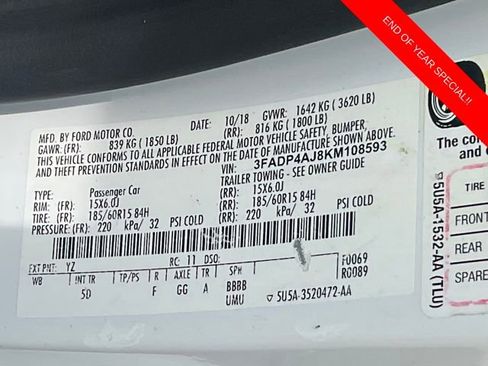 END OF YEAR SPECIAL!!
MFD. BY FORD MOTOR CO.
DATE: 10/18 GVWR: 1642 KG ( 3620 LB)
GAWR: (FR): 839 KG ( 1850 LB) (RR): 816 KG ( 1800 LB)
THIS VEHICLE CONFORMS TO ALL APPLICABLE FEDERAL MOTOR VEHICLE SAFETY, BUMPER,
AND THEFT PREVENTION STANDARDS IN EFFECT ON THE DATE OF MANUFACTURE SHOWN ABOVE.
VIN: 3FADP4AJ8KM108593
TYPE: Passenger Car TRAILER TOWING - SEE OWNER GUIDE
RIM: (FR): 15X6.0J (RR): 15X6.0J
TIRE: (FR): 185/60R15 84H (RR): 185/60R15 84H
PRESSURE: (FR): 220 kPa/ 32 PSI COLD (RR): 220 kPa/ 32 PSI COLD
EXT PNT: YZ RC: 11 DSO: F0069
WB INT TR TP/PS R AXLE TR SPR R0089
5D F GG A BBBB
UMU 5U5A-3520472-AA
The co
and
TIRE
FRONT
REAR
SPARE
5U5A-1532-AA (TLU)